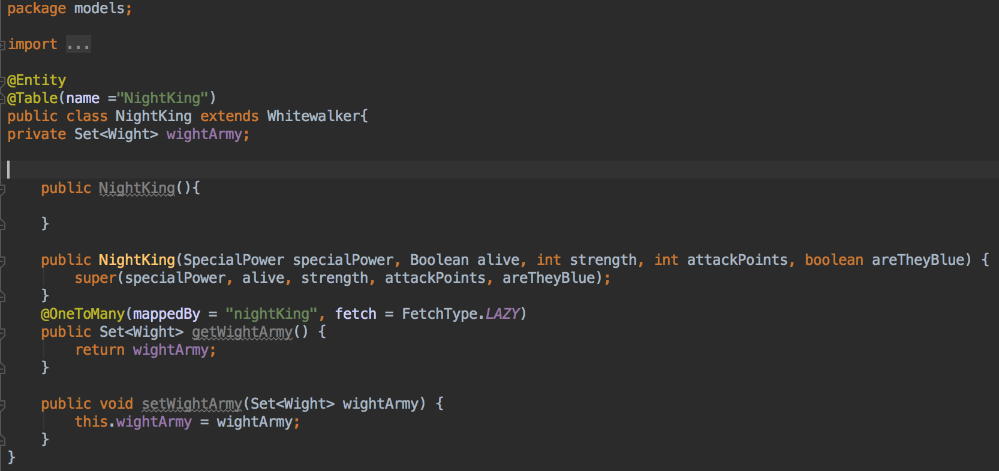 package models;
import ...
@Entity
@Table(name ="NightKing")
public class NightKing extends Whitewalker{
private Set<Wight> wightArmy;
public NightKing(){
}
public NightKing(SpecialPower specialPower, Boolean alive, int strength, int attackPoints, boolean areTheyBlue) {
super(specialPower, alive, strength, attackPoints, areTheyBlue);
}
@OneToMany(mappedBy = "nightKing", fetch = FetchType.LAZY)
public Set<Wight> getWightArmy() {
return wightArmy;
}
public void setWightArmy(Set<Wight> wightArmy) {
this.wightArmy = wightArmy;
}
}